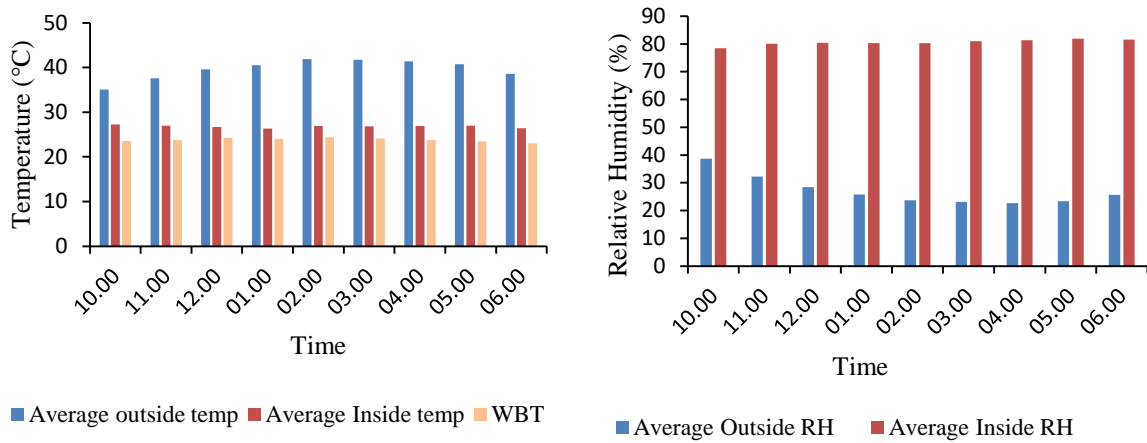 Temperature (°C)
50
40
30
20
10
0
10.00 11.00 12.00 01.00 02.00 03.00 04.00 05.00 06.00
Time
Average outside temp Average Inside temp WBT
Relative Humidity (%)
90
80
70
60
50
40
30
20
10
0
10.00 11.00 12.00 01.00 02.00 03.00 04.00 05.00 06.00
Time
Average Outside RH Average Inside RH